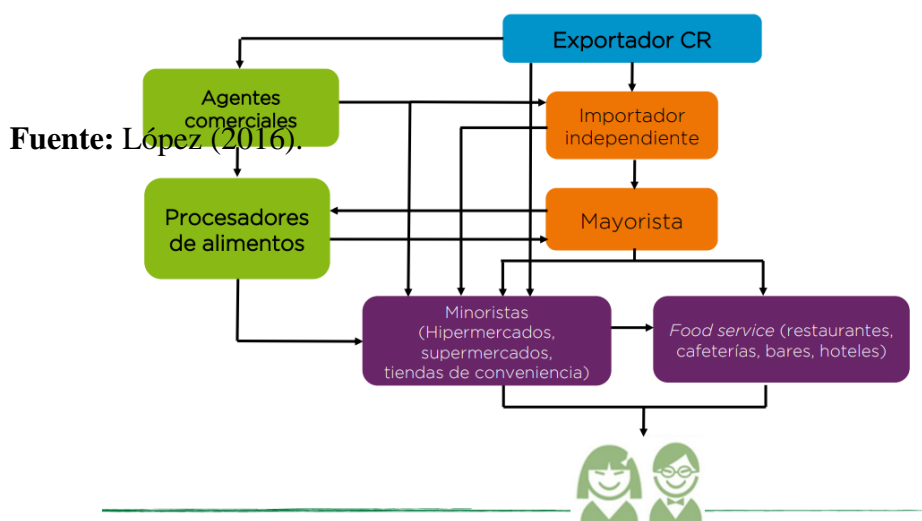 Exportador CR
Agentes
comerciales
Importador
independiente
Fuente: López (2016).
Procesadores
de alimentos
Mayorista
Minoristas
(Hipermercados,
supermercados,
tiendas de conveniencia)
Food service (restaurantes,
cafeterías, bares, hoteles)